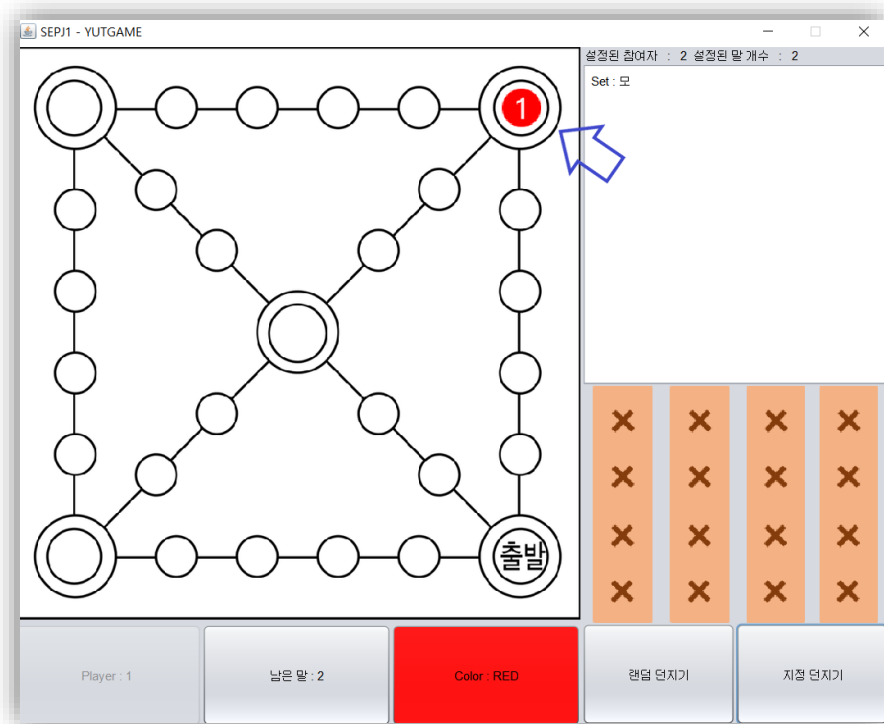 SEPJ1 - YUTGAME
설정된 참여자 : 2 설정된 말 개수 : 2
Set : 모
1
출발
Player : 1
남은 말 : 2
Color : RED
랜덤 던지기
지정 던지기